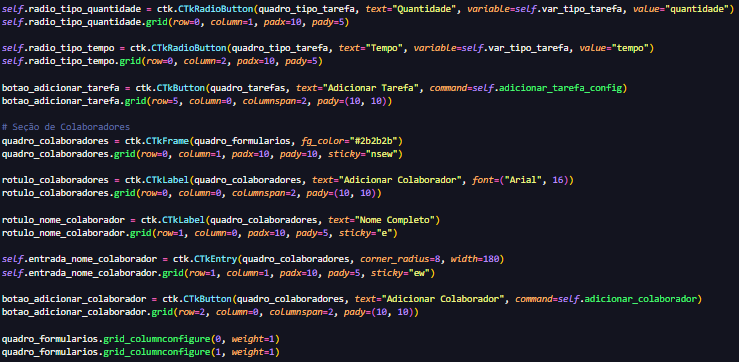 self.radio_tipo_quantidade = ctk.CTkRadioButton(quadro_tipo_tarefa, text="Quantidade", variable=self.var_tipo_tarefa, value="quantidade")
self.radio_tipo_quantidade.grid(row=0, column=1, padx=10, pady=5)
self.radio_tipo_tempo = ctk.CTkRadioButton(quadro_tipo_tarefa, text="Tempo", variable=self.var_tipo_tarefa, value="tempo")
self.radio_tipo_tempo.grid(row=0, column=2, padx=10, pady=5)
botao_adicionar_tarefa = ctk.CTkButton(quadro_tarefas, text="Adicionar Tarefa", command=self.adicionar_tarefa_config)
botao_adicionar_tarefa.grid(row=5, column=0, columnspan=2, pady=(10, 10))
# Seção de Colaboradores
quadro_colaboradores = ctk.CTkFrame(quadro_formularios, fg_color="#2b2b2b")
quadro_colaboradores.grid(row=0, column=1, padx=10, pady=10, sticky="nsew")
rotulo_colaboradores = ctk.CTkLabel(quadro_colaboradores, text="Adicionar Colaborador", font=("Arial", 16))
rotulo_colaboradores.grid(row=0, column=0, columnspan=2, pady=(10, 10))
rotulo_nome_colaborador = ctk.CTkLabel(quadro_colaboradores, text="Nome Completo")
rotulo_nome_colaborador.grid(row=1, column=0, padx=10, pady=5, sticky="e")
self.entrada_nome_colaborador = ctk.CTkEntry(quadro_colaboradores, corner_radius=8, width=180)
self.entrada_nome_colaborador.grid(row=1, column=1, padx=10, pady=5, sticky="ew")
botao_adicionar_colaborador = ctk.CTkButton(quadro_colaboradores, text="Adicionar Colaborador", command=self.adicionar_colaborador)
botao_adicionar_colaborador.grid(row=2, column=0, columnspan=2, pady=(10, 10))
quadro_formularios.grid_columnconfigure(0, weight=1)
quadro_formularios.grid_columnconfigure(1, weight=1)